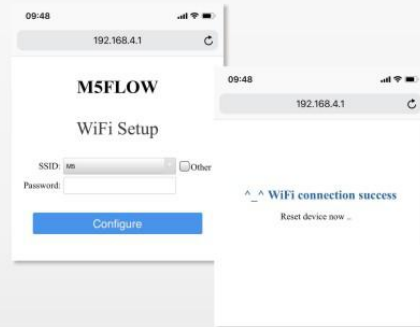 09:48
192.168.4.1
M5FLOW
WiFi Setup
SSID: M5 Other
Password:
Configure
09:48
192.168.4.1
^_^ WiFi connection success
Reset device now ..